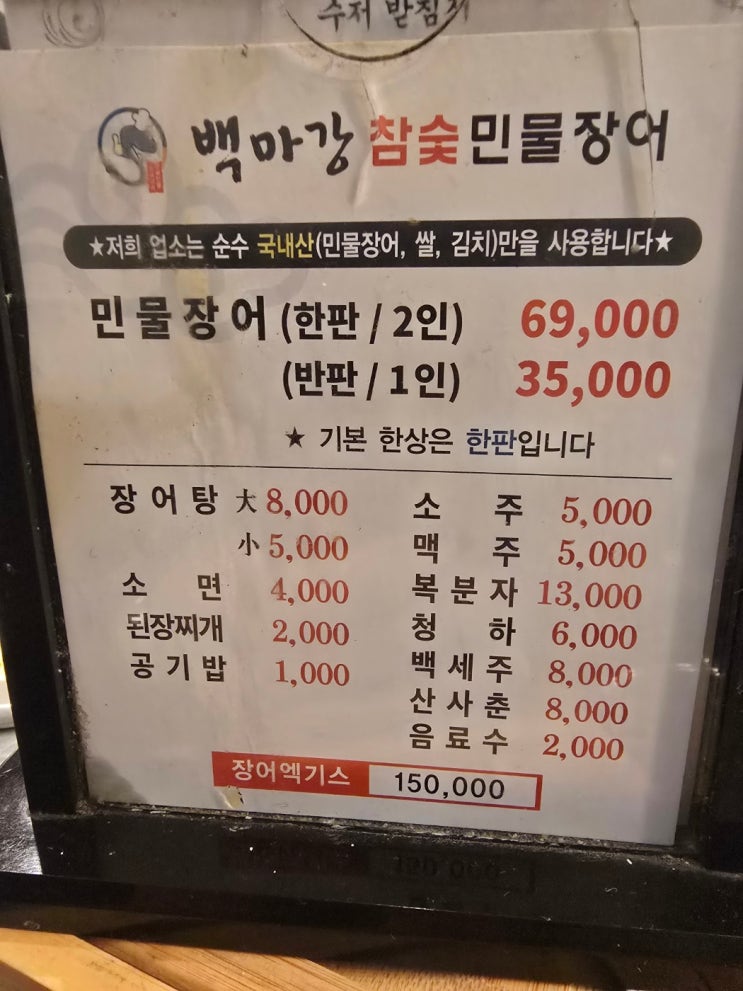 수저 받침지
백마강 참숯민물장어
★저희 업소는 순수 국내산(민물장어, 쌀, 김치)만을 사용합니다★
민물장어 (한판 / 2인) 69,000
(반판 / 1인) 35,000
★ 기본 한상은 한판입니다
장어탕 大 8,000
小 5,000
소면 4,000
된장찌개 2,000
공기밥 1,000
소주 5,000
맥주 5,000
복분자 13,000
청하 6,000
백세주 8,000
산사춘 8,000
음료수 2,000
장어엑기스 150,000